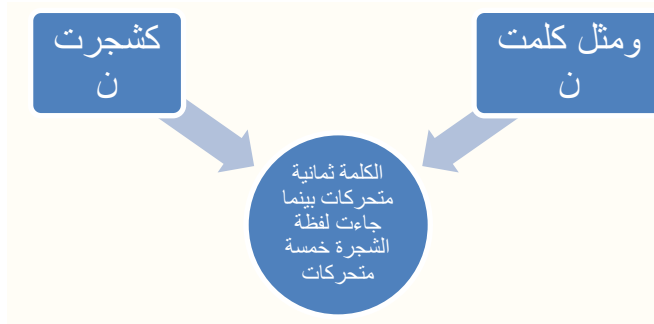 ومثل كلمت
ن
كشجرت
ن
الكلمة ثمانية
متحركات بينما
جاءت لفظة
الشجرة خمسة
متحركات